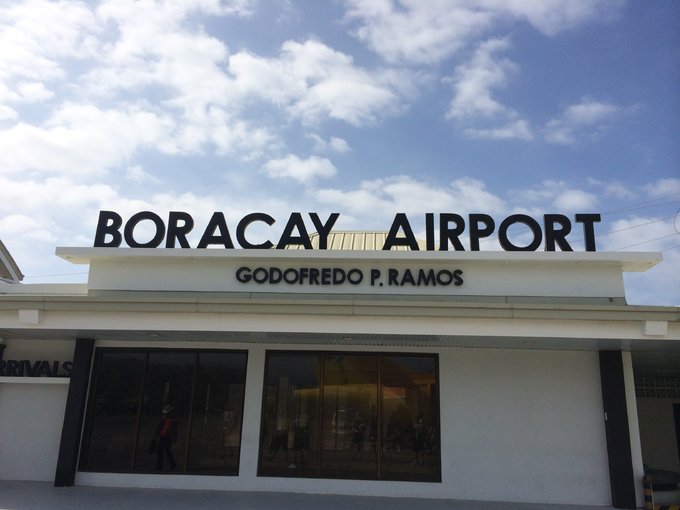 BORACAY AIRPORT
GODOFREDO P. RAMOS
RRIVALS